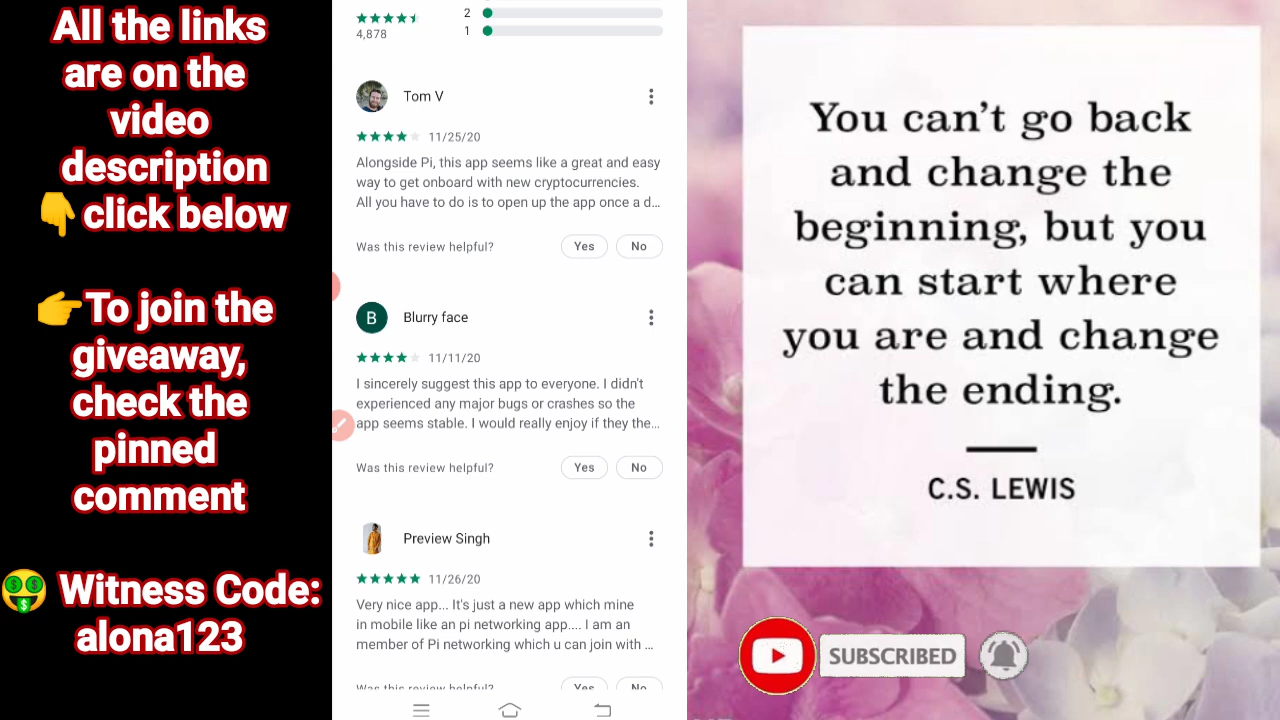 All the links
are on the
video
description
👇click below
👉To join the
giveaway,
check the
pinned
comment
🤑 Witness Code:
alona123
2
4,878
1
Tom V
11/25/20
Alongside Pi, this app seems like a great and easy
way to get onboard with new cryptocurrencies.
All you have to do is to open up the app once a d...
Was this review helpful?
Yes
No
B
Blurry face
11/11/20
I sincerely suggest this app to everyone. I didn't
experienced any major bugs or crashes so the
app seems stable. I would really enjoy if they the...
Was this review helpful?
Yes
No
Preview Singh
11/26/20
Very nice app... It's just a new app which mine
in mobile like an pi networking app.... I am an
member of Pi networking which u can join with ...
Was this review helpful?
Yes
No
You can't go back
and change the
beginning, but you
can start where
you are and change
the ending.
C.S. LEWIS
SUBSCRIBED